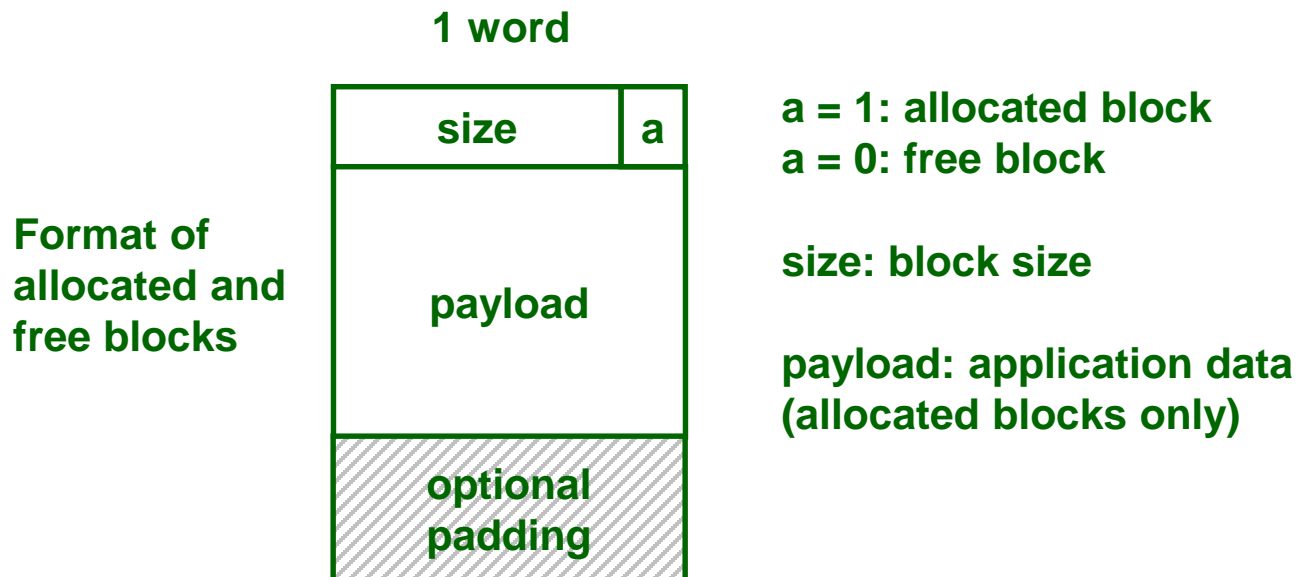 1 word
size
a
a = 1: allocated block
a = 0: free block
Format of
allocated and
free blocks
payload
size: block size
payload: application data
(allocated blocks only)
optional
padding